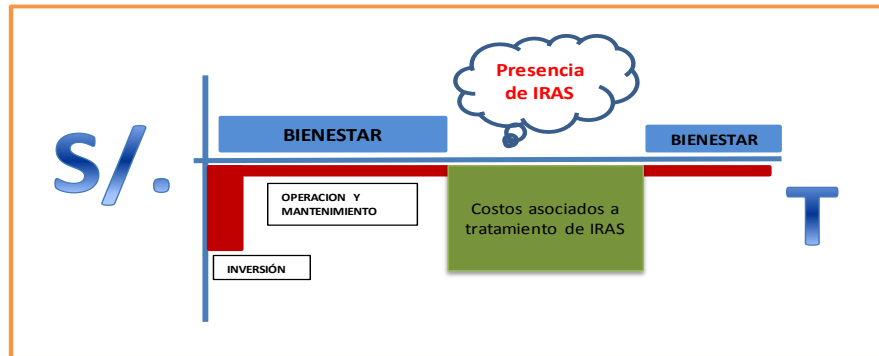 Presencia
de IRAS
BIENESTAR
BIENESTAR
S/.
OPERACION Y
MANTENIMIENTO
Costos asociados a
tratamiento de IRAS
T
INVERSIÓN